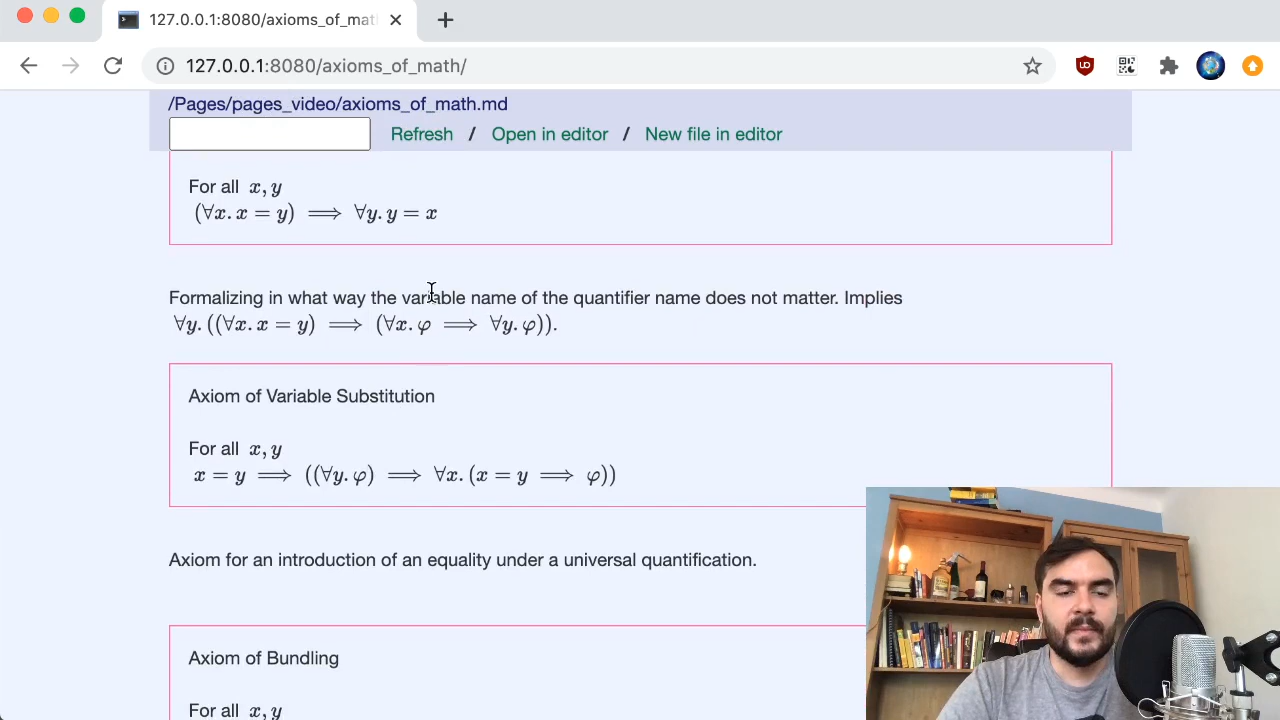 127.0.0.1:8080/axioms_of_mat
127.0.0.1:8080/axioms_of_math/
/Pages/pages_video/axioms_of_math.md
Refresh / Open in editor / New file in editor
For all x, y
(∀x. x = y) ⟹ ∀y. y = x
Formalizing in what way the variable name of the quantifier name does not matter. Implies
∀y. ((∀x. x = y) ⟹ (∀x. φ ⟹ ∀y. φ)).
Axiom of Variable Substitution
For all x, y
x = y ⟹ ((∀y. φ) ⟹ ∀x. (x = y ⟹ φ))
Axiom for an introduction of an equality under a universal quantification.
Axiom of Bundling
For all x, y